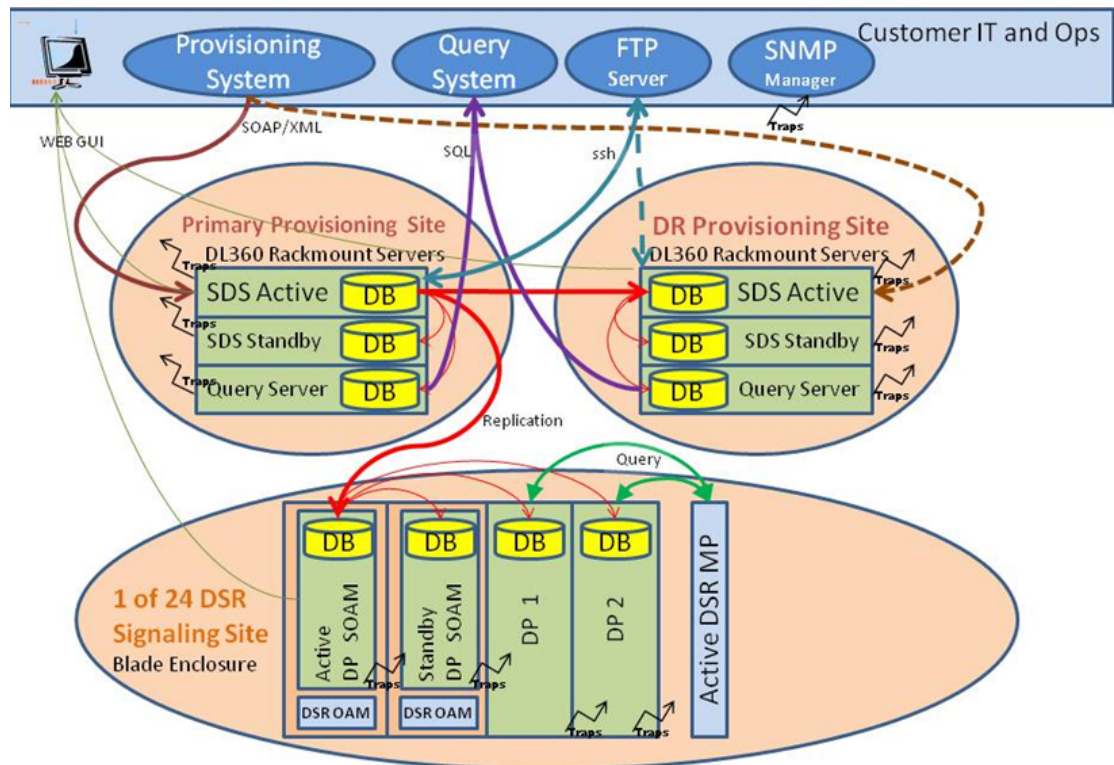 Customer IT and Ops
Provisioning
System
Query
System
FTP
Server
SNMP
Manager
Traps
WEB GUI
SOAP/XML
SQL
ssh
Primary Provisioning Site
DL360 Rackmount Servers
Traps
SDS Active
DB
Traps
SDS Standby
DB
Traps
Query Server
DB
DR Provisioning Site
DL360 Rackmount Servers
Traps
DB
SDS Active
DB
SDS Standby
Traps
DB
Query Server
Traps
Replication
Query
DB
DB
DB
DB
1 of 24 DSR
Signaling Site
Blade Enclosure
Active
DP SOAM
Traps
Standby
DP SOAM
Traps
DP 1
Traps
DP 2
Traps
Active DSR MP
DSR OAM
DSR OAM